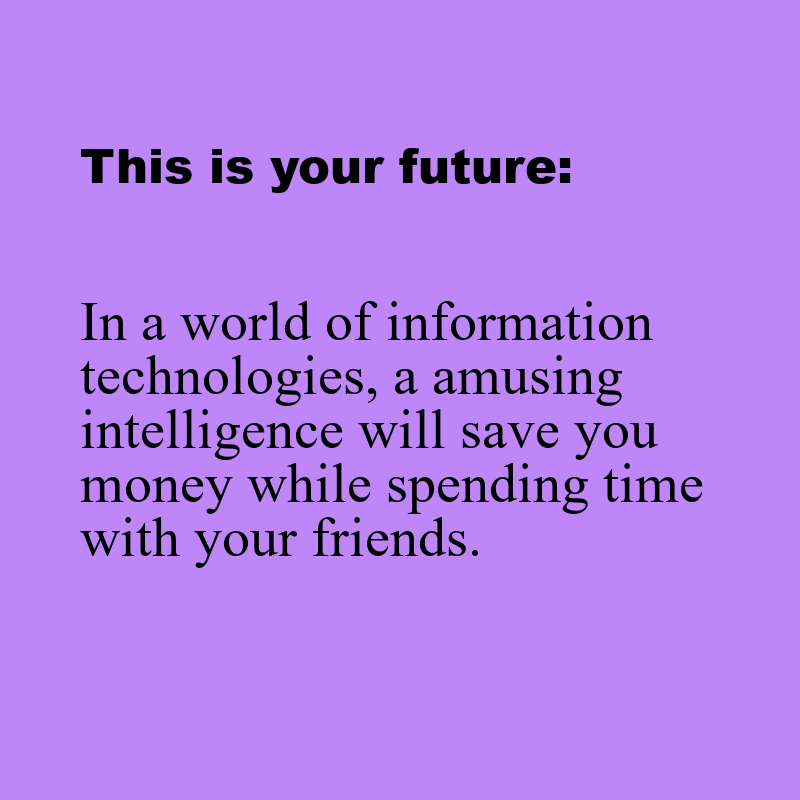 This is your future:
In a world of information
technologies, a amusing
intelligence will save you
money while spending time
with your friends.